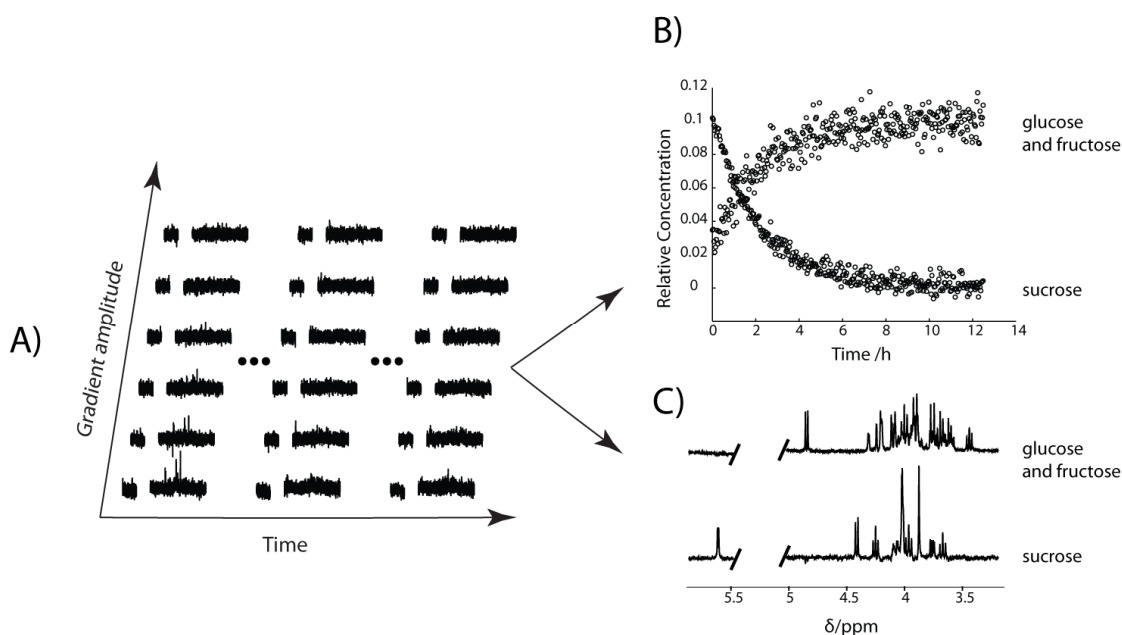 A)
Gradient amplitude
Time
B)
Relative Concentration
0.12
0.1
0.08
0.06
0.04
0.02
0
0 2 4 6 8 10 12 14
Time /h
glucose
and fructose
sucrose
C)
glucose
and fructose
sucrose
5.5 5 4.5 4 3.5
δ/ppm